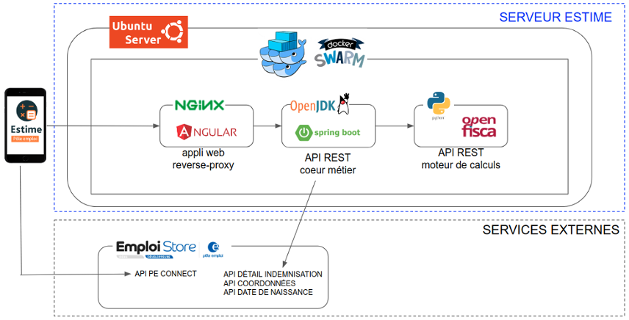 SERVEUR ESTIME
Ubuntu
Server
docker
SWARM
Estime
NGINX
ANGULAR
appli web
reverse-proxy
OpenJDK
spring boot
API REST
coeur métier
python
open
fisca
API REST
moteur de calculs
SERVICES EXTERNES
Emploi Store
pôle emploi
API PE CONNECT
API DÉTAIL INDEMNISATION
API COORDONNÉES
API DATE DE NAISSANCE